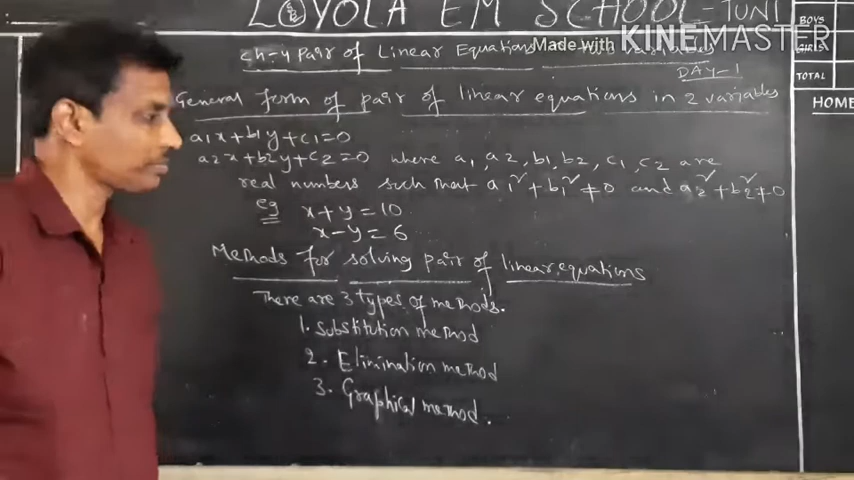 LOYOLA EM SCHOOL - TUNI
Made with KINEMASTER
Ch-4 Pair of Linear Equations
DAY-1
General form of pair of linear equations in 2 variables
a₁x+b₁y+c₁=0
a₂x+b₂y+c₂=0 where a₁, a₂, b₁, b₂, c₁, c₂ are
real numbers such that a₁²+b₁²≠0 and a₂²+b₂²≠0
eg x+y=10
x-y=6
Methods for solving pair of linear equations
There are 3 types of methods.
1. Substitution method
2. Elimination method
3. Graphical method.
BOYS
GIRLS
TOTAL
HOME